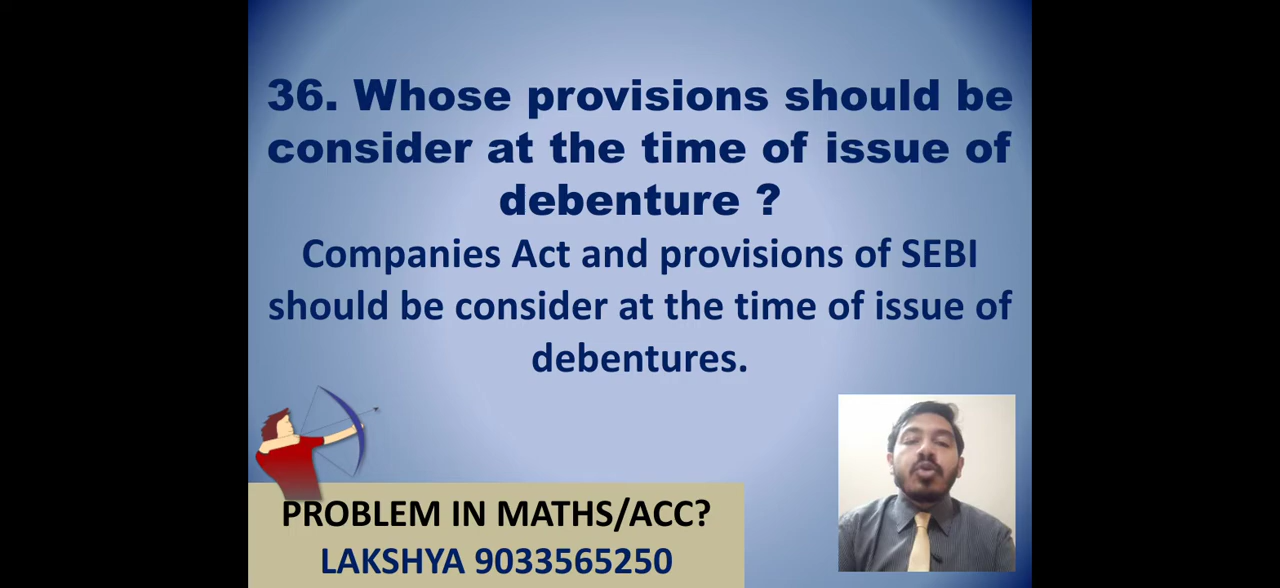 36. Whose provisions should be
consider at the time of issue of
debenture ?
Companies Act and provisions of SEBI
should be consider at the time of issue of
debentures.
PROBLEM IN MATHS/ACC?
LAKSHYA 9033565250